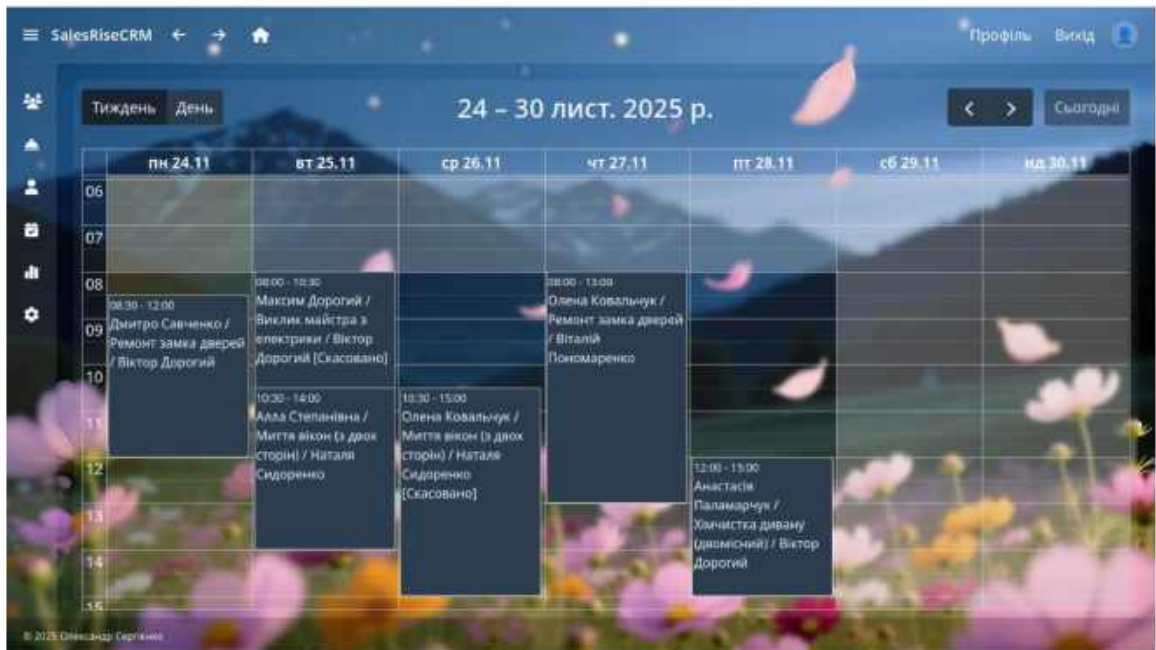 SalesRiseCRM
Профіль Вихід
Тиждень День
24 – 30 лист. 2025 р.
Сьогодні
пн 24.11 вт 25.11 ср 26.11 чт 27.11 пт 28.11 сб 29.11 нд 30.11
06
07
08
09
10
11
12
13
14
15
08:30 - 12:00
Дмитро Савченко /
Ремонт замка дверей
/ Віктор Дорогий
08:00 - 10:30
Максим Дорогий /
Виклик майстра з
електрики / Віктор
Дорогий [Скасовано]
10:30 - 14:00
Алла Степанівна /
Миття вікон (з двох
сторін) / Наталя
Сидоренко
10:30 - 15:00
Олена Ковальчук /
Миття вікон (з двох
сторін) / Наталя
Сидоренко
[Скасовано]
08:00 - 13:00
Олена Ковальчук /
Ремонт замка дверей
/ Віталій
Пономаренко
12:00 - 15:00
Анастасія
Паламарчук /
Хімчистка дивану
(двомісний) / Віктор
Дорогий
© 2025 Олександр Сергієнко